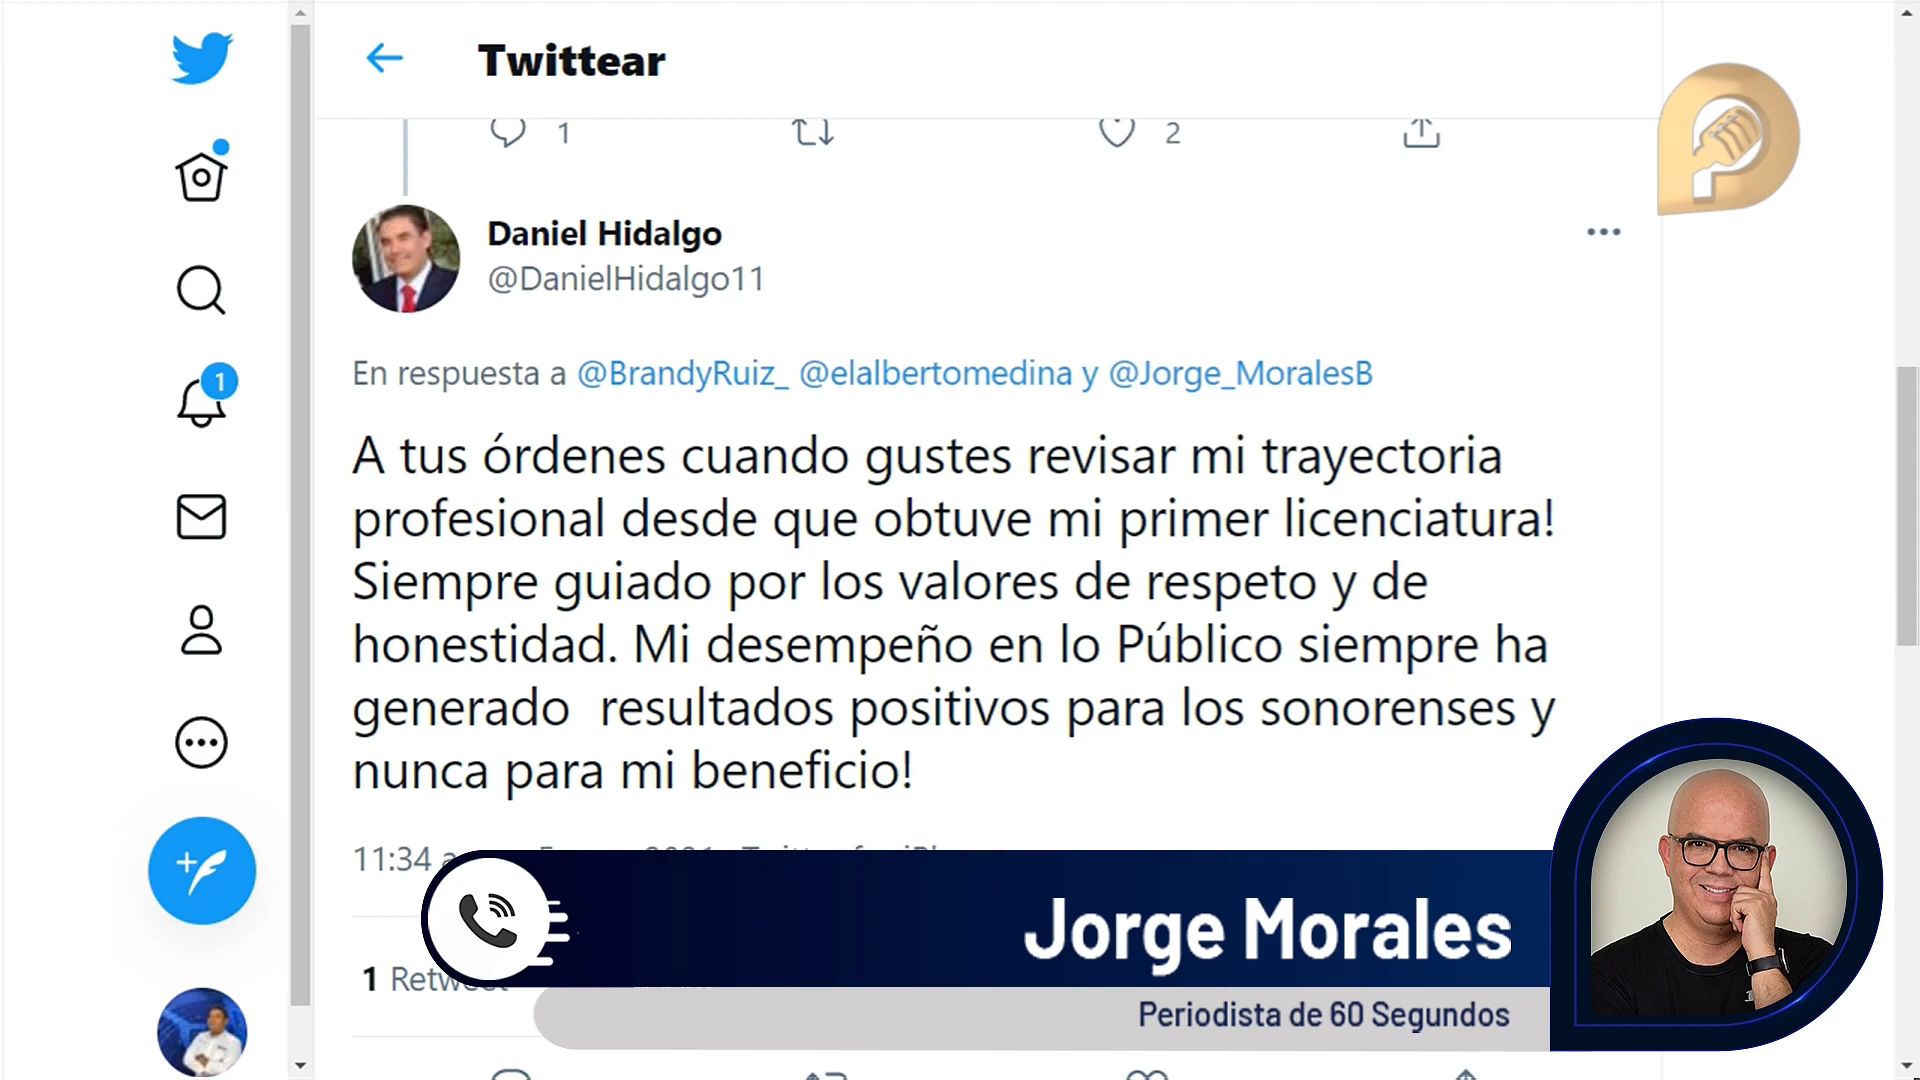 Twittear
1
2
Daniel Hidalgo
@DanielHidalgo11
En respuesta a @BrandyRuiz_ @elalbertomedina y @Jorge_MoralesB
A tus órdenes cuando gustes revisar mi trayectoria
profesional desde que obtuve mi primer licenciatura!
Siempre guiado por los valores de respeto y de
honestidad. Mi desempeño en lo Público siempre ha
generado  resultados positivos para los sonorenses y
nunca para mi beneficio!
11:34
1 Retweet
1
Jorge Morales
Periodista de 60 Segundos